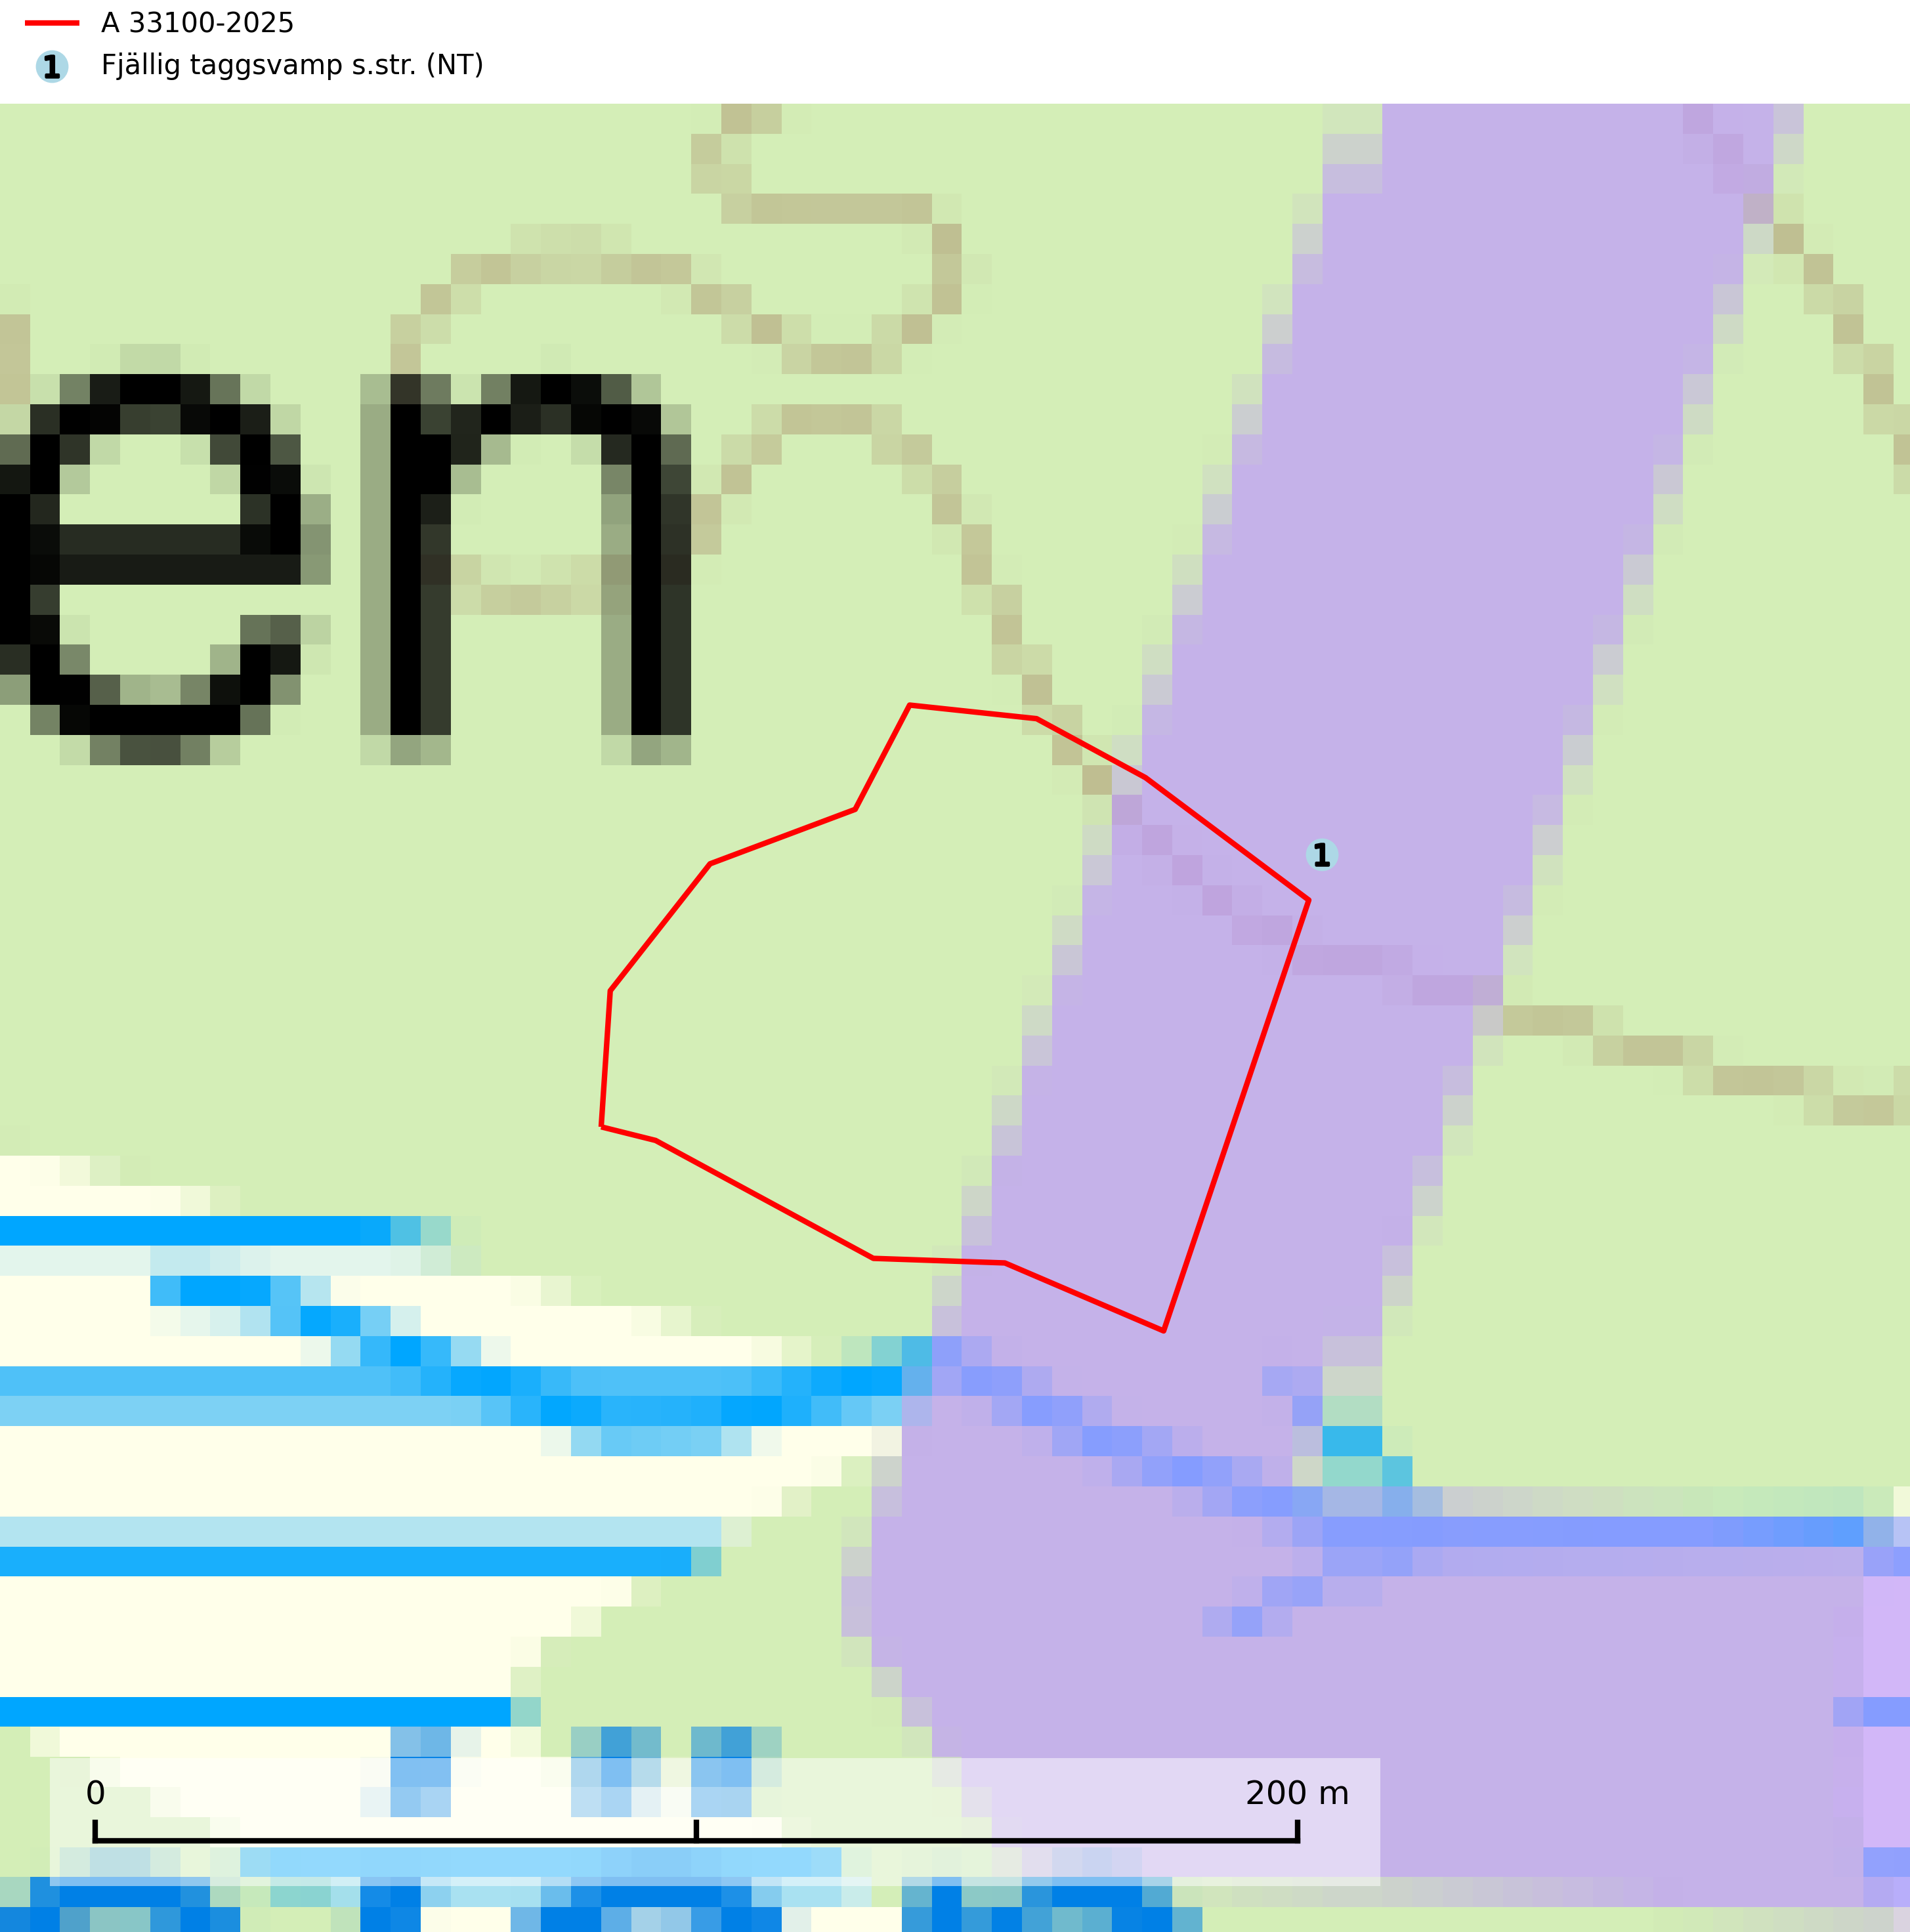 A 33100-2025
1 Fjällig taggsvamp s.str. (NT)
en
1
0 200 m